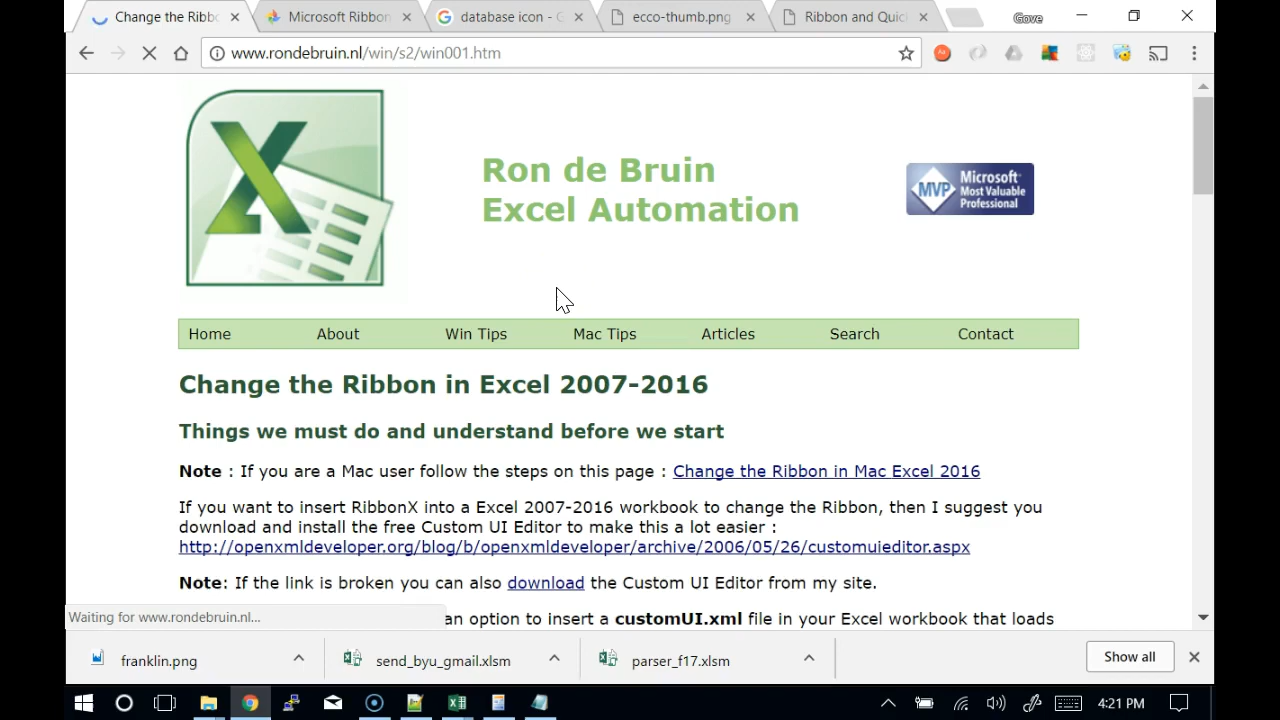 Change the Ribb
Microsoft Ribbon
database icon - G
ecco-thumb.png
Ribbon and Quic
Gove
www.rondebruin.nl/win/s2/win001.htm
Ron de Bruin
Excel Automation
MVP
Microsoft
Most Valuable
Professional
Home
About
Win Tips
Mac Tips
Articles
Search
Contact
Change the Ribbon in Excel 2007-2016
Things we must do and understand before we start
Note : If you are a Mac user follow the steps on this page : Change the Ribbon in Mac Excel 2016
If you want to insert RibbonX into a Excel 2007-2016 workbook to change the Ribbon, then I suggest you
download and install the free Custom UI Editor to make this a lot easier :
http://openxmldeveloper.org/blog/b/openxmldeveloper/archive/2006/05/26/customuieditor.aspx
Note: If the link is broken you can also download the Custom UI Editor from my site.
Waiting for www.rondebruin.nl...
an option to insert a customUI.xml file in your Excel workbook that loads
franklin.png
send_byu_gmail.xlsm
parser_f17.xlsm
Show all
4:21 PM